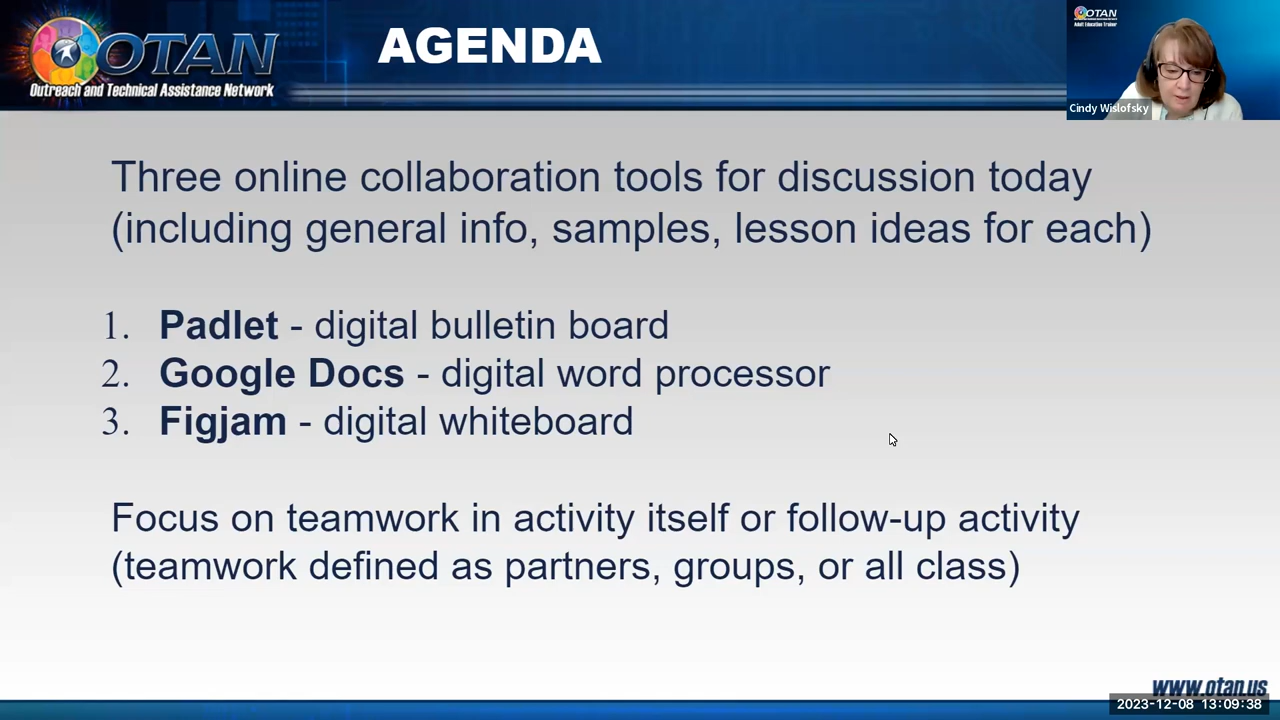 OTAN
Outreach and Technical Assistance Network
AGENDA
OTAN
Adult Education Trainer
Cindy Wislofsky
Three online collaboration tools for discussion today
(including general info, samples, lesson ideas for each)
1. Padlet - digital bulletin board
2. Google Docs - digital word processor
3. Figjam - digital whiteboard
Focus on teamwork in activity itself or follow-up activity
(teamwork defined as partners, groups, or all class)
www.otan.us
2023-12-08 13:09:38